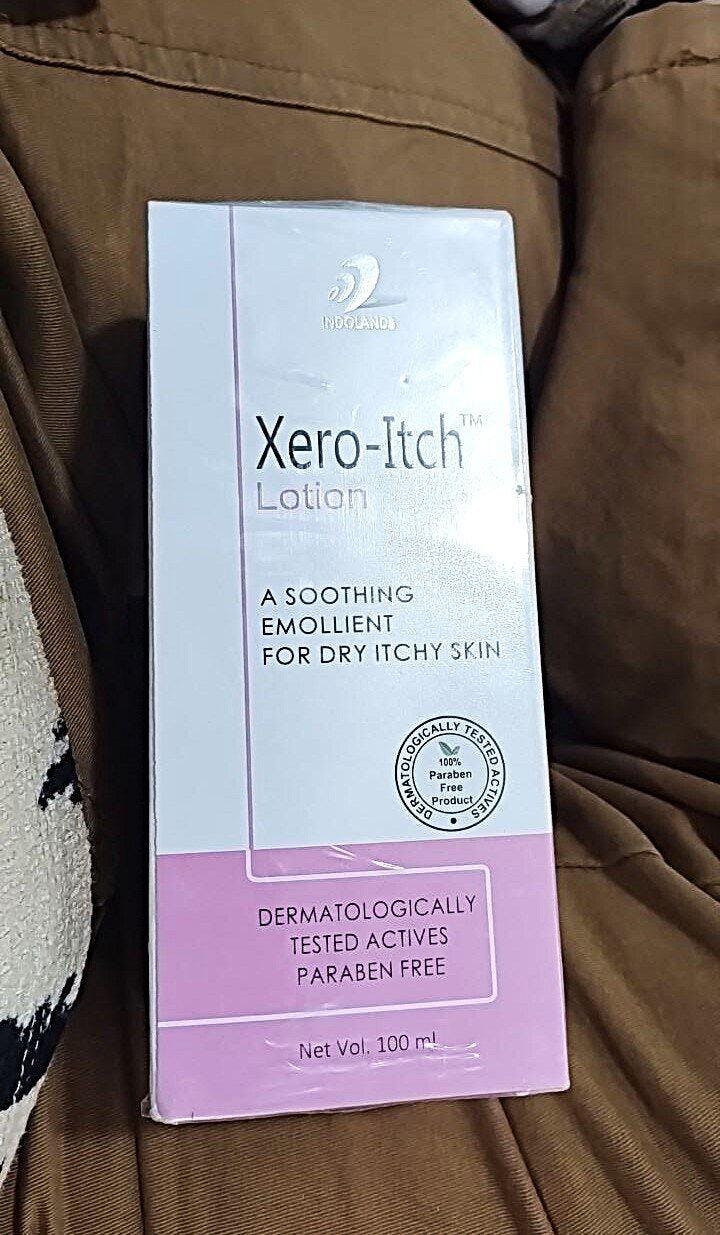 INDOLANDS
Xero-Itch™
Lotion
A SOOTHING
EMOLLIENT
FOR DRY ITCHY SKIN
DERMATOLOGICALLY TESTED ACTIVES
100%
Paraben
Free
Product
DERMATOLOGICALLY
TESTED ACTIVES
PARABEN FREE
Net Vol. 100 ml